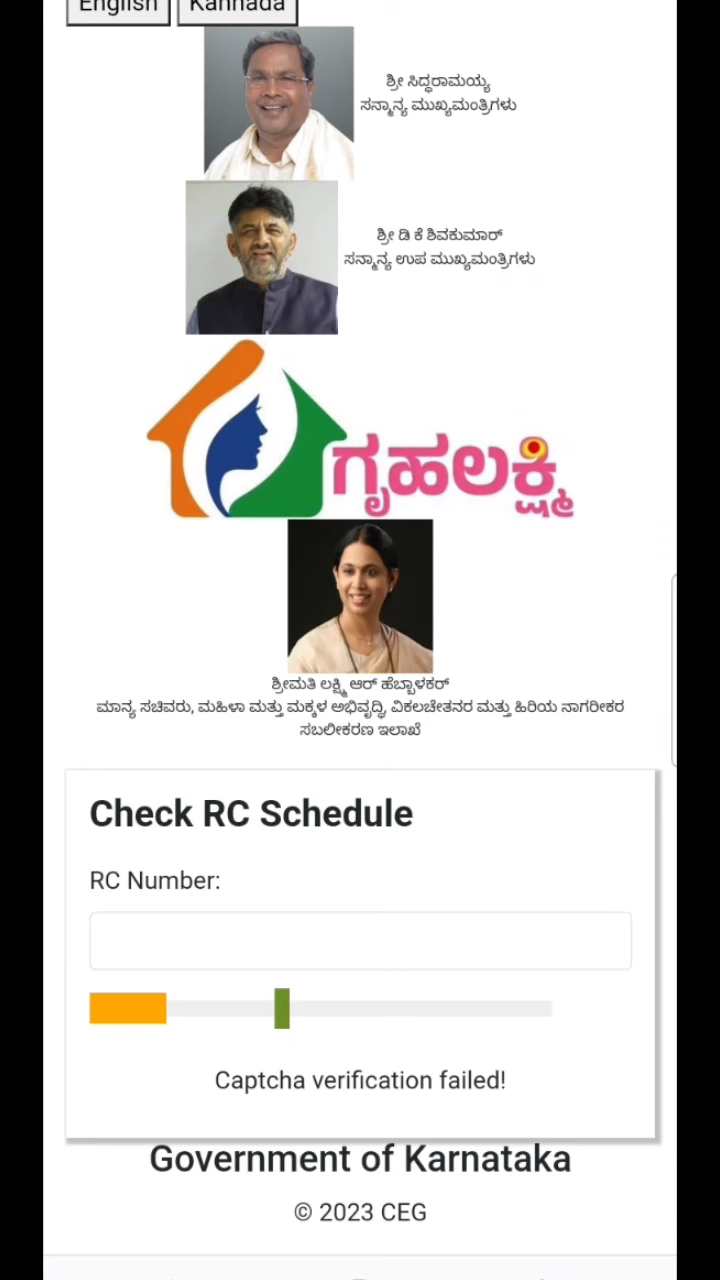 English Kannada
ಶ್ರೀ ಸಿದ್ದರಾಮಯ್ಯ
ಸನ್ಮಾನ್ಯ ಮುಖ್ಯಮಂತ್ರಿಗಳು
ಶ್ರೀ ಡಿ ಕೆ ಶಿವಕುಮಾರ್
ಸನ್ಮಾನ್ಯ ಉಪ ಮುಖ್ಯಮಂತ್ರಿಗಳು
ಗೃಹಲಕ್ಷ್ಮಿ
ಶ್ರೀಮತಿ ಲಕ್ಷ್ಮಿ ಆರ್ ಹೆಬ್ಬಾಳಕರ್
ಮಾನ್ಯ ಸಚಿವರು, ಮಹಿಳಾ ಮತ್ತು ಮಕ್ಕಳ ಅಭಿವೃದ್ಧಿ, ವಿಕಲಚೇತನರ ಮತ್ತು ಹಿರಿಯ ನಾಗರೀಕರ
ಸಬಲೀಕರಣ ಇಲಾಖೆ
Check RC Schedule
RC Number:
Captcha verification failed!
Government of Karnataka
© 2023 CEG